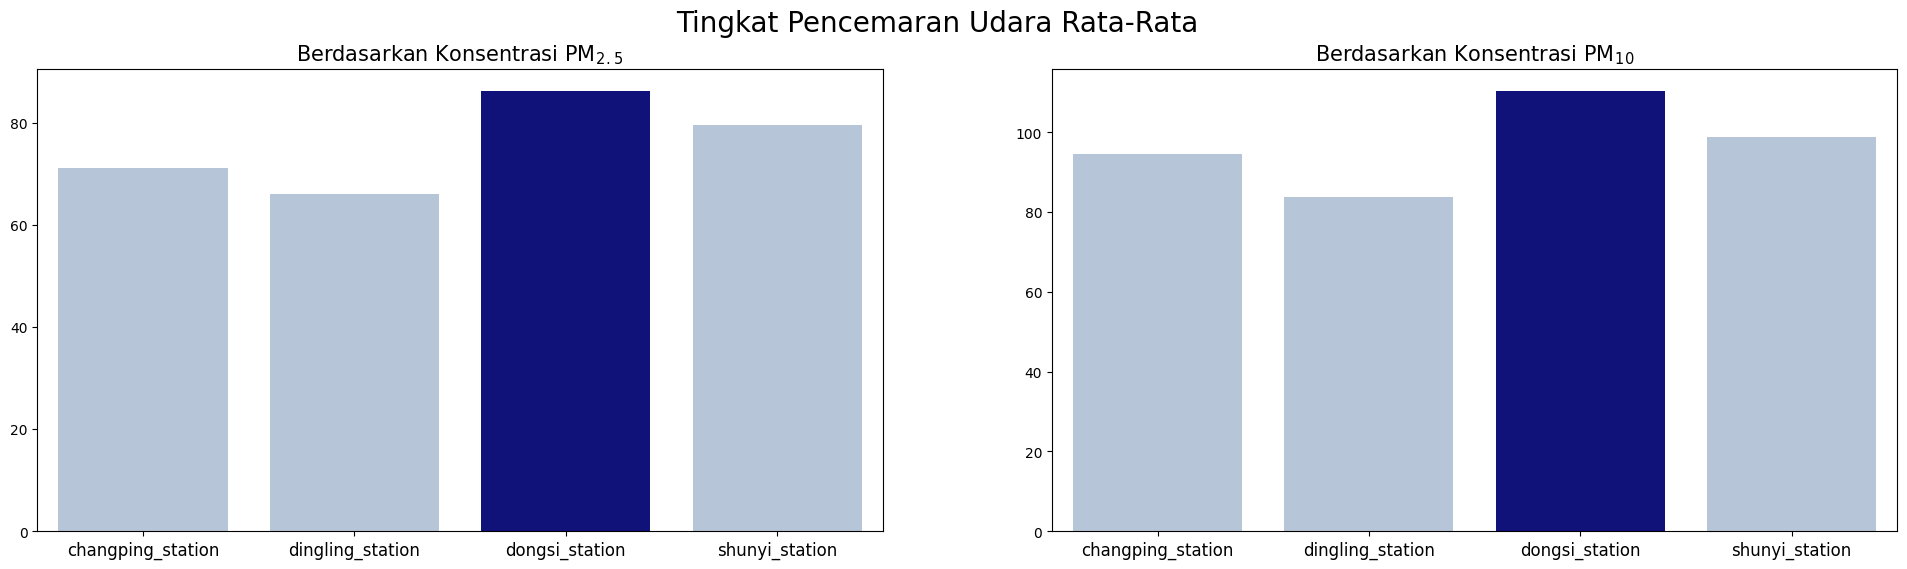 Tingkat Pencemaran Udara Rata-Rata
Berdasarkan Konsentrasi PM2.5
80
60
40
20
0
changping_station
dingling_station
dongsi_station
shunyi_station
Berdasarkan Konsentrasi PM10
100
80
60
40
20
0
changping_station
dingling_station
dongsi_station
shunyi_station